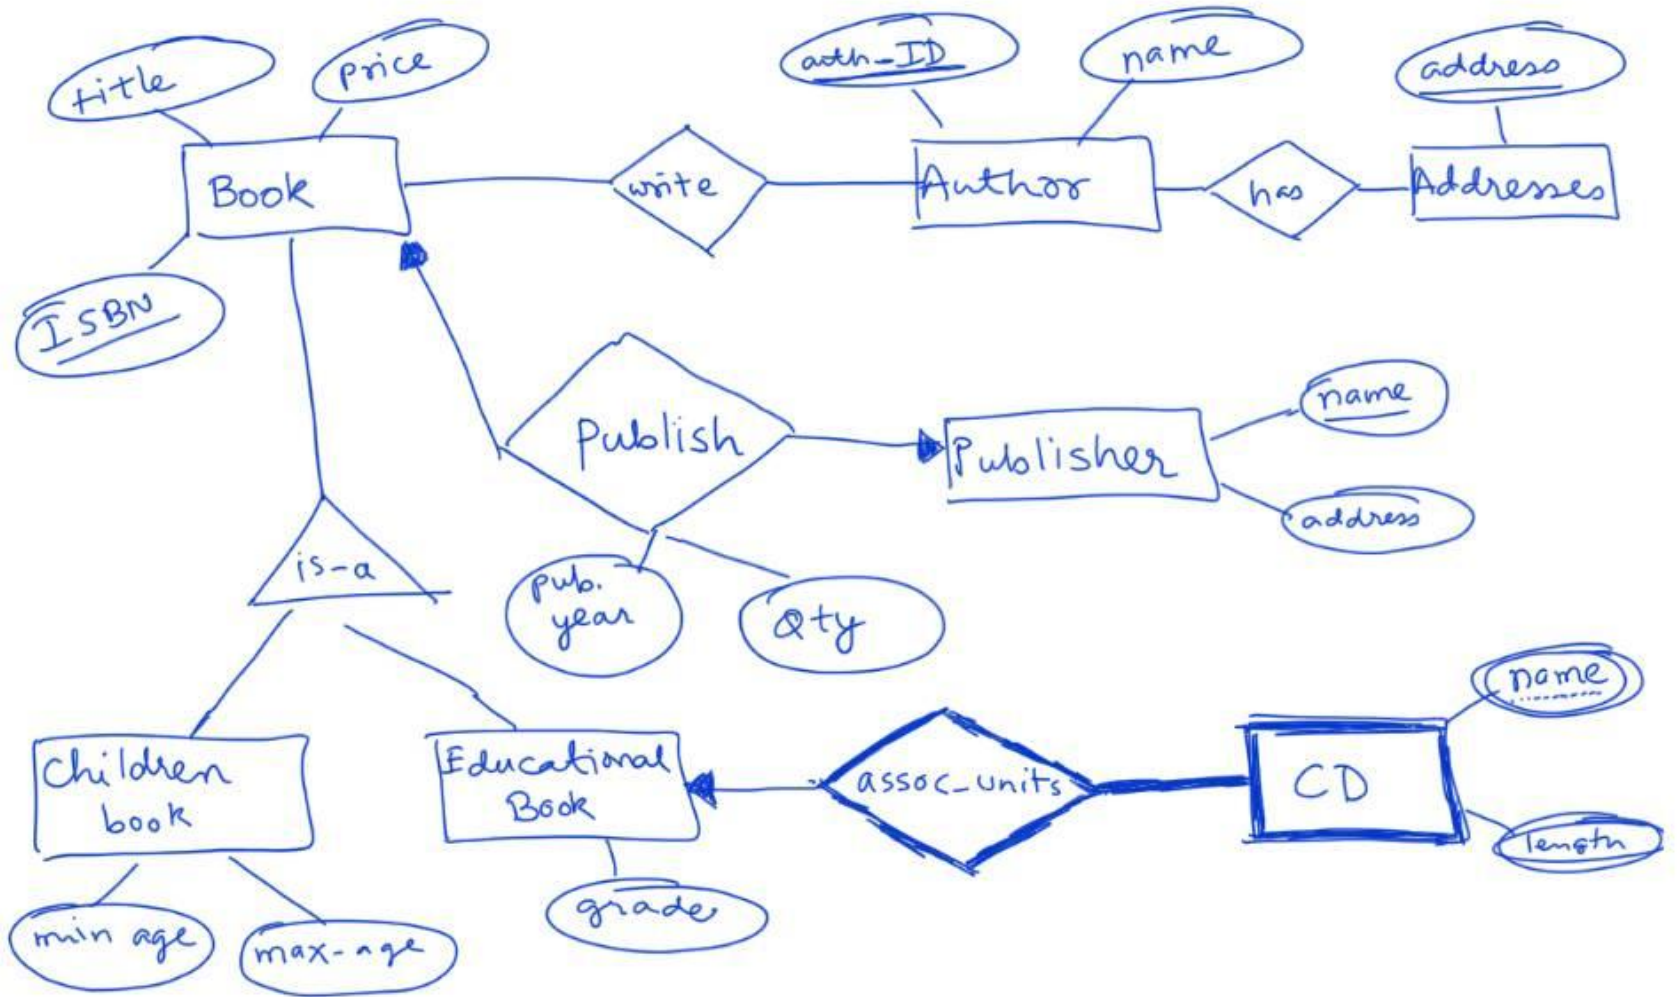 title
price
auth_ID
name
address
Book
write
Author
has
Addresses
ISBN
Publish
Publisher
name
address
is-a
pub.
year
Qty
name
Children
book
Educational
Book
assoc_units
CD
length
grade
min age
max-age